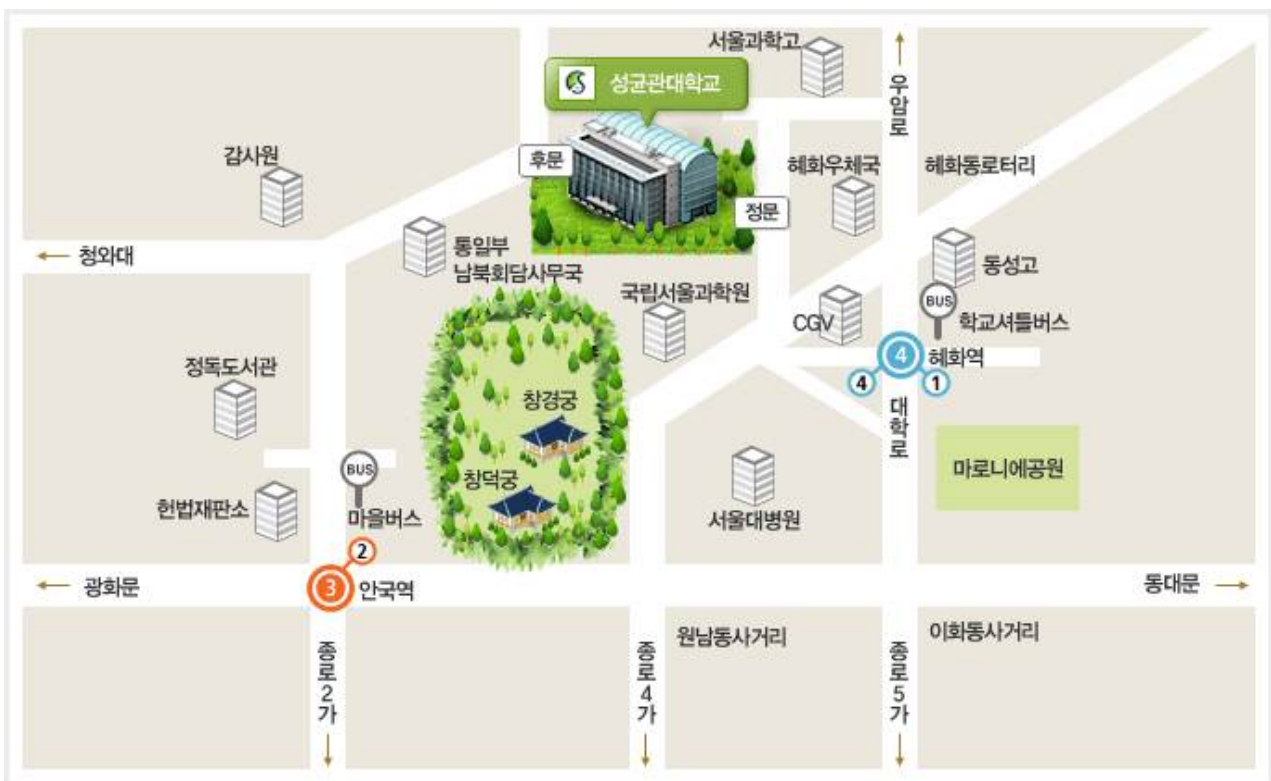 서울과학고
성균관대학교
우암로
후문
감사원
혜화우체국
혜화동로터리
정문
청와대
통일부
남북회담사무국
동성고
국립서울과학원
BUS
CGV
학교셔틀버스
정독도서관
4
혜화역
4
1
창경궁
대학로
BUS
마로니에공원
창덕궁
헌법재판소
마을버스
서울대병원
2
광화문
3
안국역
동대문
원남동사거리
이화동사거리
종로2가
종로4가
종로5가